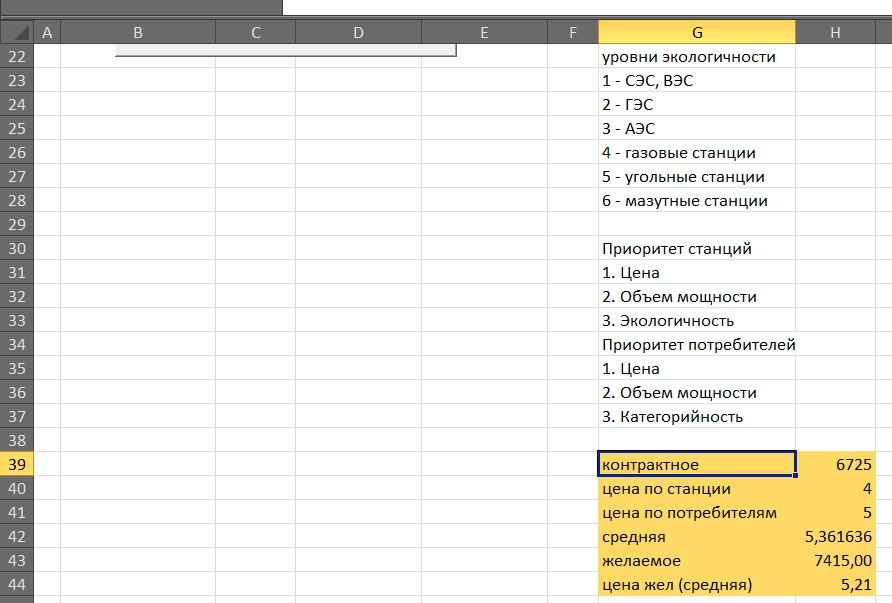 A B C D E F G H
22 уровни экологичности
23 1 - СЭС, ВЭС
24 2 - ГЭС
25 3 - АЭС
26 4 - газовые станции
27 5 - угольные станции
28 6 - мазутные станции
29
30 Приоритет станций
31 1. Цена
32 2. Объем мощности
33 3. Экологичность
34 Приоритет потребителей
35 1. Цена
36 2. Объем мощности
37 3. Категорийность
38
39 контрактное 6725
40 цена по станции 4
41 цена по потребителям 5
42 средняя 5,361636
43 желаемое 7415,00
44 цена жел (средняя) 5,21